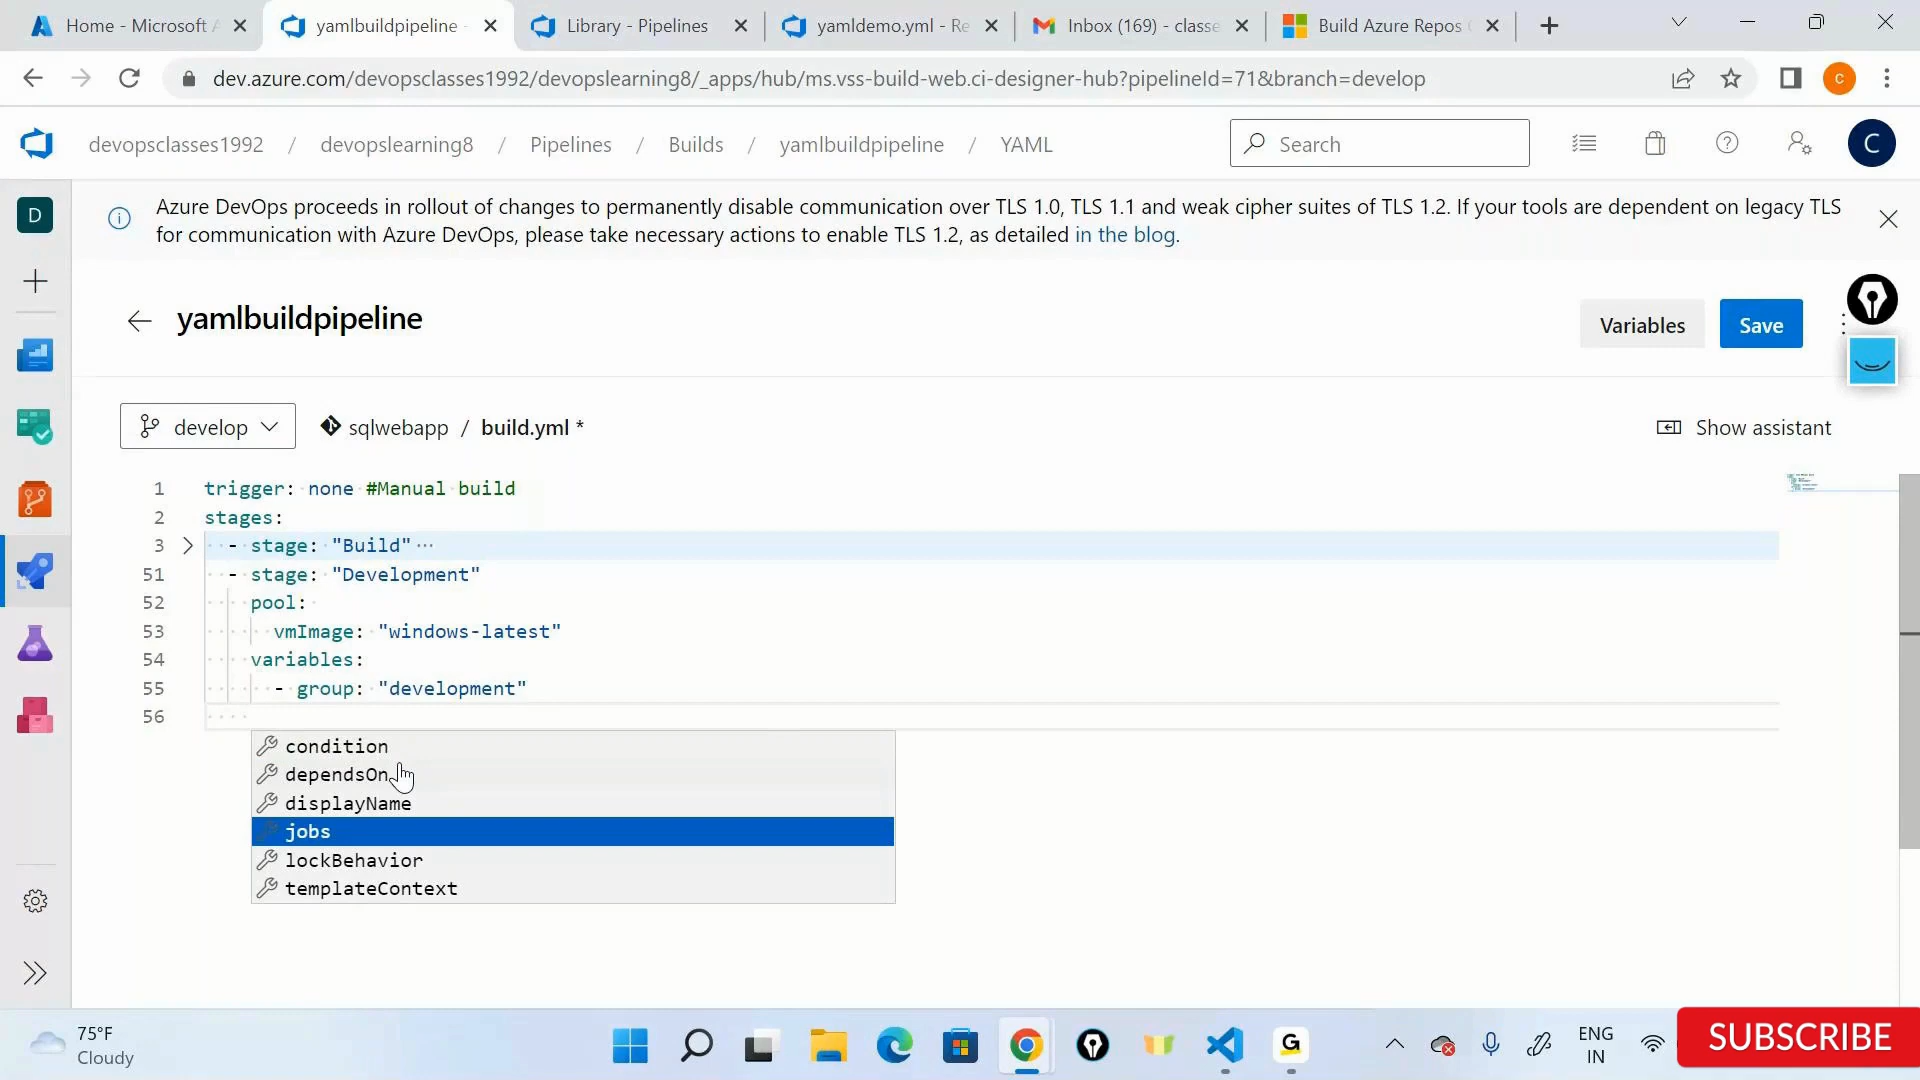 Home - Microsoft A
yamlbuildpipeline -
Library - Pipelines
yamldemo.yml - Re
Inbox (169) - classe
Build Azure Repos
dev.azure.com/devopsclasses1992/devopslearning8/_apps/hub/ms.vss-build-web.ci-designer-hub?pipelineId=71&branch=develop
c
devopsclasses1992 / devopslearning8 / Pipelines / Builds / yamlbuildpipeline / YAML
Search
C
D
Azure DevOps proceeds in rollout of changes to permanently disable communication over TLS 1.0, TLS 1.1 and weak cipher suites of TLS 1.2. If your tools are dependent on legacy TLS
for communication with Azure DevOps, please take necessary actions to enable TLS 1.2, as detailed in the blog.
yamlbuildpipeline
Variables
Save
develop
sqlwebapp / build.yml *
Show assistant
1 trigger: none #Manual build
2 stages:
3 - stage: "Build" ···
51 - stage: "Development"
52 pool:
53 vmImage: "windows-latest"
54 variables:
55 - group: "development"
56
condition
dependsOn
displayName
jobs
lockBehavior
templateContext
75°F
Cloudy
G
ENG
IN
SUBSCRIBE